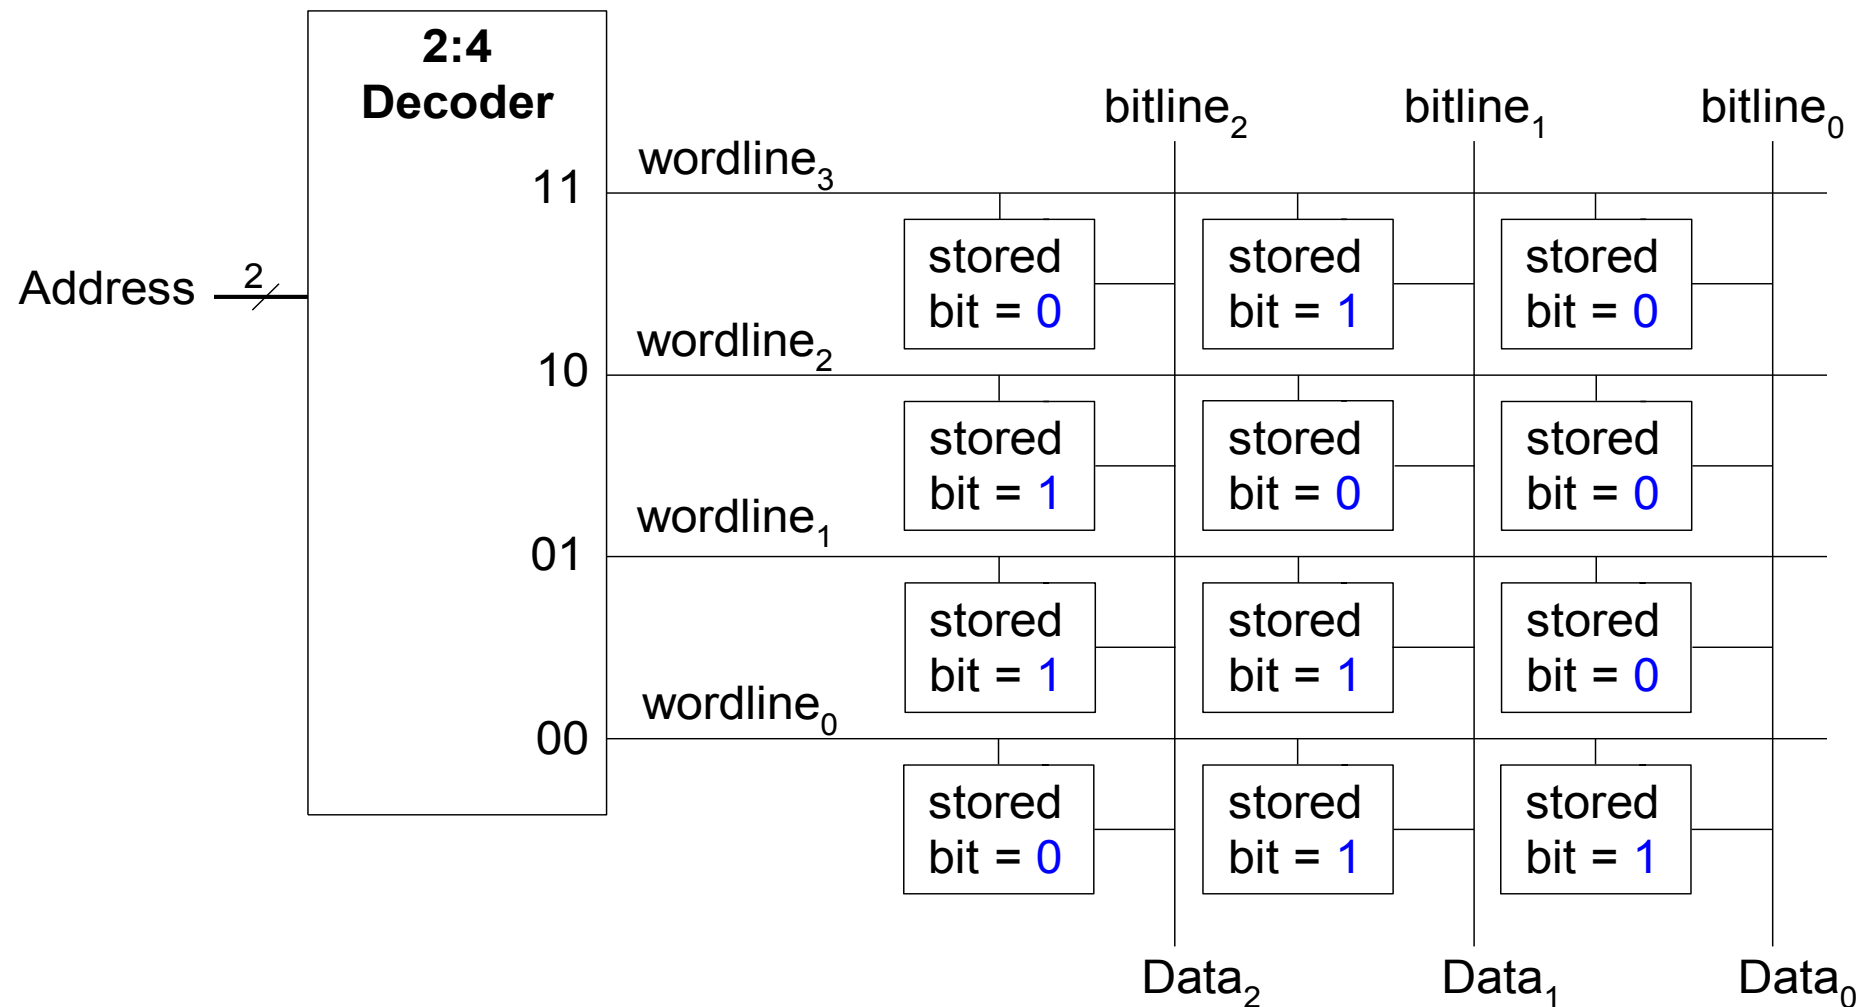 2:4
Decoder
bitline2 bitline1 bitline0
wordline3
11
stored stored stored
bit = 0 bit = 1 bit = 0
Address 2
wordline2
10
stored stored stored
bit = 1 bit = 0 bit = 0
wordline1
01
stored stored stored
bit = 1 bit = 1 bit = 0
wordline0
00
stored stored stored
bit = 0 bit = 1 bit = 1
Data2 Data1 Data0